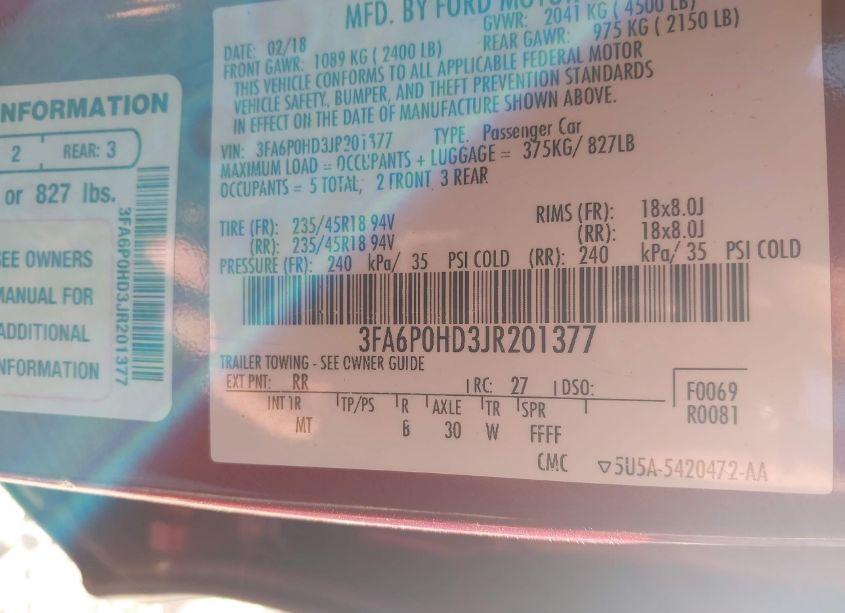 NFORMATION
2 REAR: 3
or 827 lbs.
SEE OWNERS
MANUAL FOR
ADDITIONAL
NFORMATION
3FA6P0HD3JR201377
MFD. BY FORD MOTOR
DATE: 02/18 GVWR: 2041 KG ( 4500 LB)
FRONT GAWR: 1089 KG ( 2400 LB) REAR GAWR: 975 KG ( 2150 LB)
THIS VEHICLE CONFORMS TO ALL APPLICABLE FEDERAL MOTOR
VEHICLE SAFETY, BUMPER, AND THEFT PREVENTION STANDARDS
IN EFFECT ON THE DATE OF MANUFACTURE SHOWN ABOVE.
VIN: 3FA6P0HD3JR201377 TYPE: Passenger Car
MAXIMUM LOAD = OCCUPANTS + LUGGAGE = 375KG/ 827LB
OCCUPANTS = 5 TOTAL; 2 FRONT 3 REAR
TIRE (FR): 235/45R18 94V RIMS (FR): 18x8.0J
(RR): 235/45R18 94V (RR): 18x8.0J
PRESSURE (FR): 240 kPa/ 35 PSI COLD (RR): 240 kPa/ 35 PSI COLD
3FA6P0HD3JR201377
TRAILER TOWING - SEE OWNER GUIDE
EXT PNT: RR RC: 27 DSO: F0069
INT TR TP/PS R AXLE TR SPR R0081
MT B 30 W FFFF
CMC ▽5U5A-5420472-AA